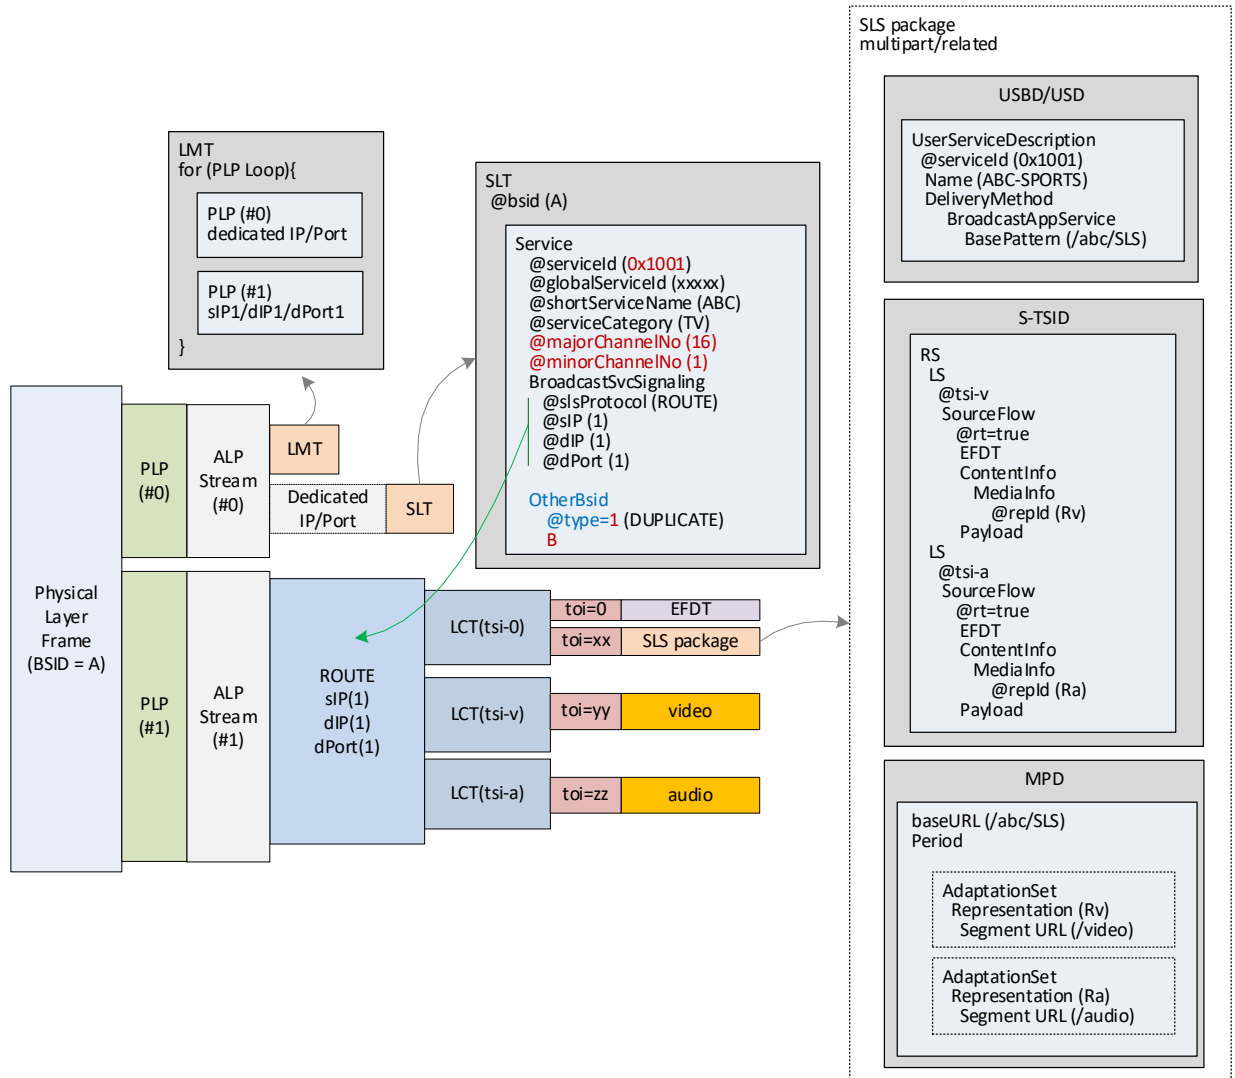 SLS package
multipart/related
USBD/USD
UserServiceDescription
@serviceId (0x1001)
Name (ABC-SPORTS)
DeliveryMethod
BroadcastAppService
BasePattern (/abc/SLS)
LMT
for (PLP Loop){
PLP (#0)
dedicated IP/Port
PLP (#1)
sIP1/dIP1/dPort1
}
SLT
@bsid (A)
Service
@serviceId (0x1001)
@globalServiceId (xxxxx)
@shortServiceName (ABC)
@serviceCategory (TV)
@majorChannelNo (16)
@minorChannelNo (1)
BroadcastSvcSignaling
@slsProtocol (ROUTE)
@sIP (1)
@dIP (1)
@dPort (1)
OtherBsid
@type=1 (DUPLICATE)
B
S-TSID
RS
LS
@tsi-v
SourceFlow
@rt=true
EFDT
ContentInfo
MediaInfo
@repId (Rv)
Payload
LS
@tsi-a
SourceFlow
@rt=true
EFDT
ContentInfo
MediaInfo
@repId (Ra)
Payload
Physical
Layer
Frame
(BSID = A)
PLP
(#0)
ALP
Stream
(#0)
LMT
Dedicated
IP/Port
SLT
PLP
(#1)
ALP
Stream
(#1)
ROUTE
sIP(1)
dIP(1)
dPort(1)
LCT(tsi-0)
toi=0
EFDT
toi=xx
SLS package
LCT(tsi-v)
toi=yy
video
LCT(tsi-a)
toi=zz
audio
MPD
baseURL (/abc/SLS)
Period
AdaptationSet
Representation (Rv)
Segment URL (/video)
AdaptationSet
Representation (Ra)
Segment URL (/audio)